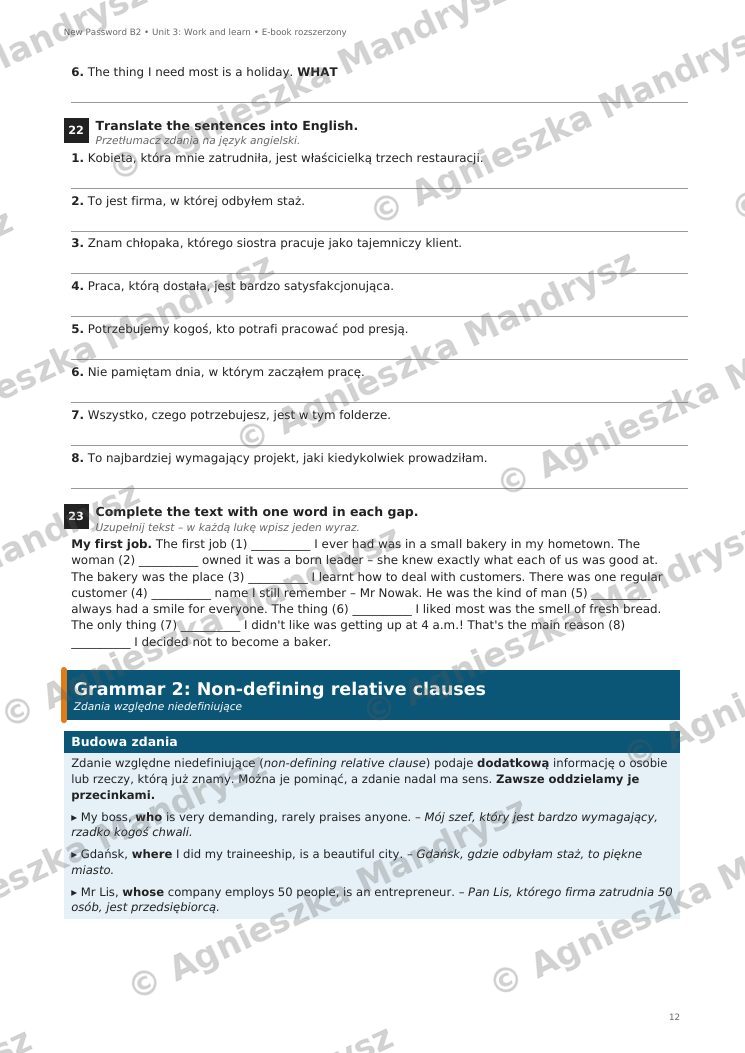 New Password B2 • Unit 3: Work and learn • E-book rozszerzony
6. The thing I need most is a holiday. WHAT
22 Translate the sentences into English.
Przetłumacz zdania na język angielski.
1. Kobieta, która mnie zatrudniła, jest właścicielką trzech restauracji.
2. To jest firma, w której odbyłem staż.
3. Znam chłopaka, którego siostra pracuje jako tajemniczy klient.
4. Praca, którą dostała, jest bardzo satysfakcjonująca.
5. Potrzebujemy kogoś, kto potrafi pracować pod presją.
6. Nie pamiętam dnia, w którym zacząłem pracę.
7. Wszystko, czego potrzebujesz, jest w tym folderze.
8. To najbardziej wymagający projekt, jaki kiedykolwiek prowadziłam.
23 Complete the text with one word in each gap.
Uzupełnij tekst – w każdą lukę wpisz jeden wyraz.
My first job. The first job (1) __________ I ever had was in a small bakery in my hometown. The
woman (2) __________ owned it was a born leader – she knew exactly what each of us was good at.
The bakery was the place (3) __________ I learnt how to deal with customers. There was one regular
customer (4) __________ name I still remember – Mr Nowak. He was the kind of man (5) __________
always had a smile for everyone. The thing (6) __________ I liked most was the smell of fresh bread.
The only thing (7) __________ I didn't like was getting up at 4 a.m.! That's the main reason (8)
__________ I decided not to become a baker.
Grammar 2: Non-defining relative clauses
Zdania względne niedefiniujące
Budowa zdania
Zdanie względne niedefiniujące (non-defining relative clause) podaje dodatkową informację o osobie
lub rzeczy, którą już znamy. Można je pominąć, a zdanie nadal ma sens. Zawsze oddzielamy je
przecinkami.
▸ My boss, who is very demanding, rarely praises anyone. – Mój szef, który jest bardzo wymagający,
rzadko kogoś chwali.
▸ Gdańsk, where I did my traineeship, is a beautiful city. – Gdańsk, gdzie odbyłam staż, to piękne
miasto.
▸ Mr Lis, whose company employs 50 people, is an entrepreneur. – Pan Lis, którego firma zatrudnia 50
osób, jest przedsiębiorcą.
12
© Agnieszka Mandrysz